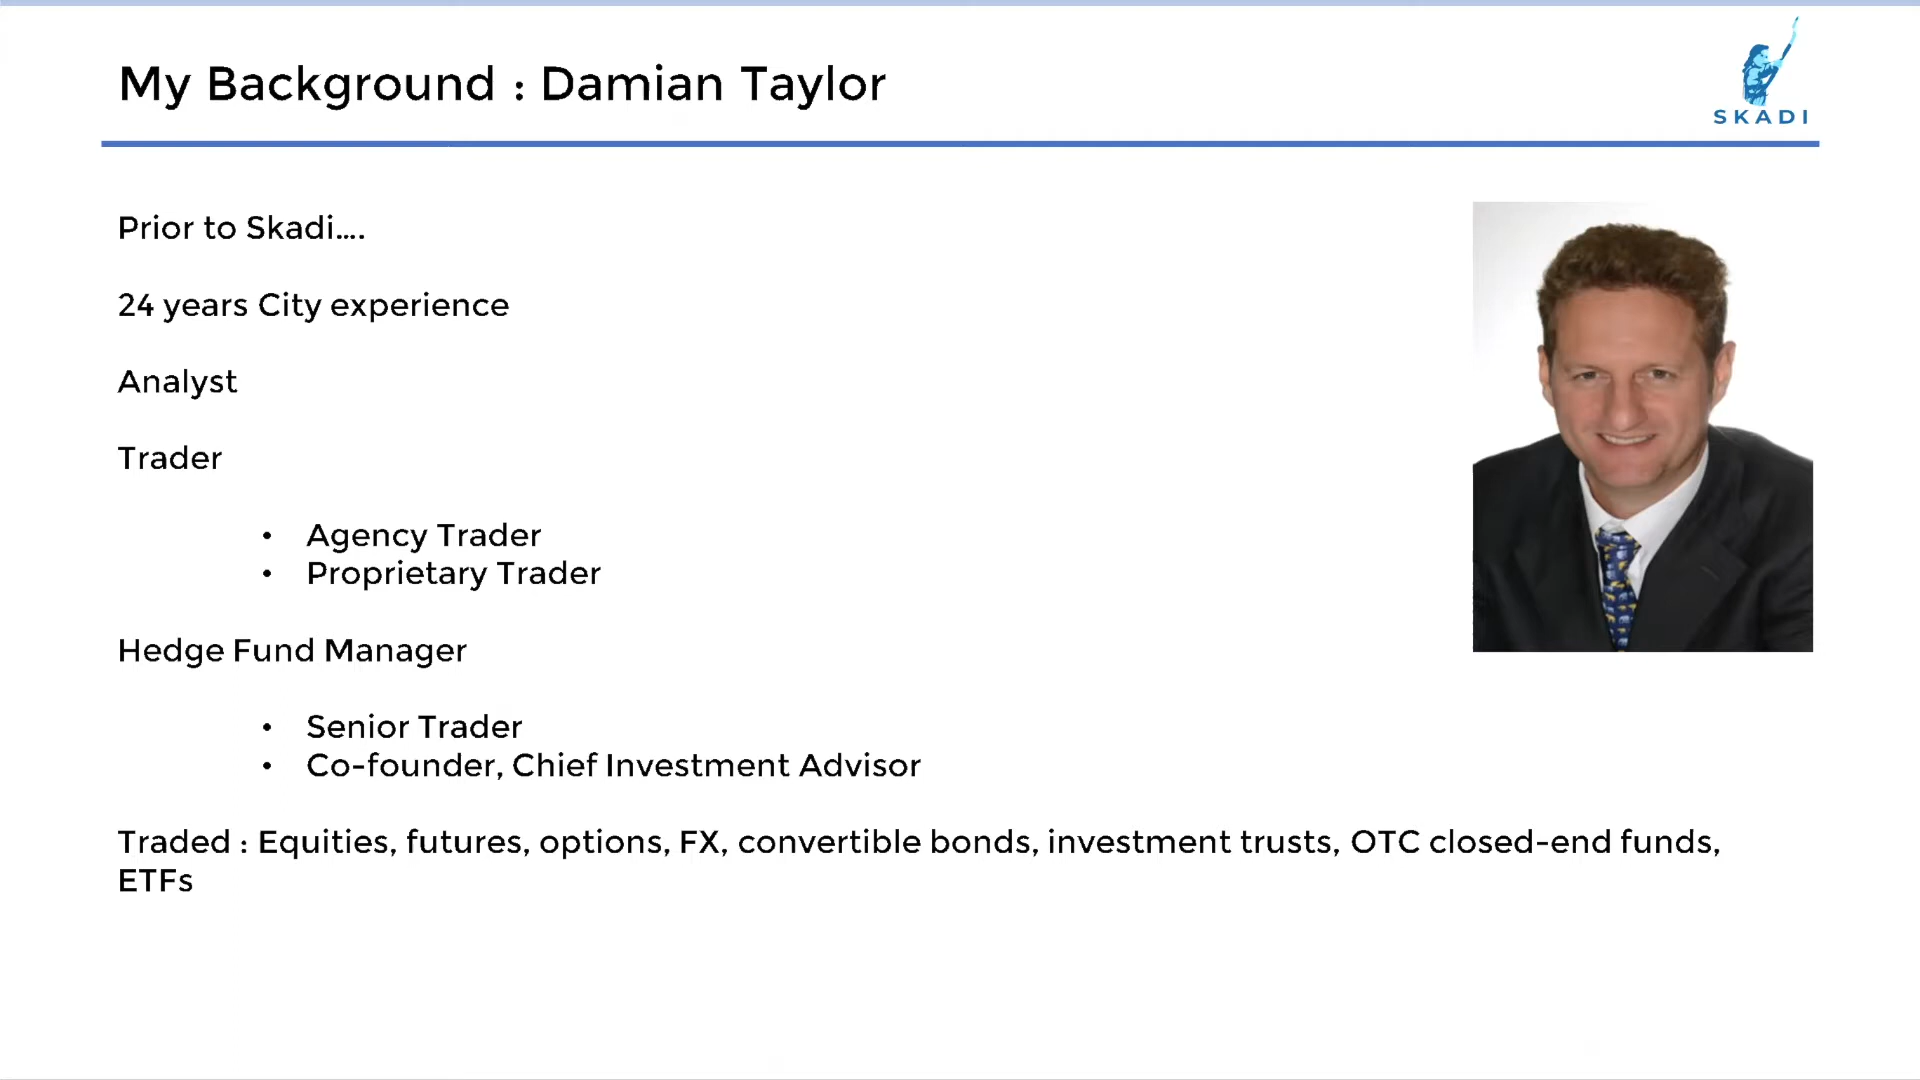 My Background : Damian Taylor
SKADI
Prior to Skadi....
24 years City experience
Analyst
Trader
• Agency Trader
• Proprietary Trader
Hedge Fund Manager
• Senior Trader
• Co-founder, Chief Investment Advisor
Traded : Equities, futures, options, FX, convertible bonds, investment trusts, OTC closed-end funds,
ETFs